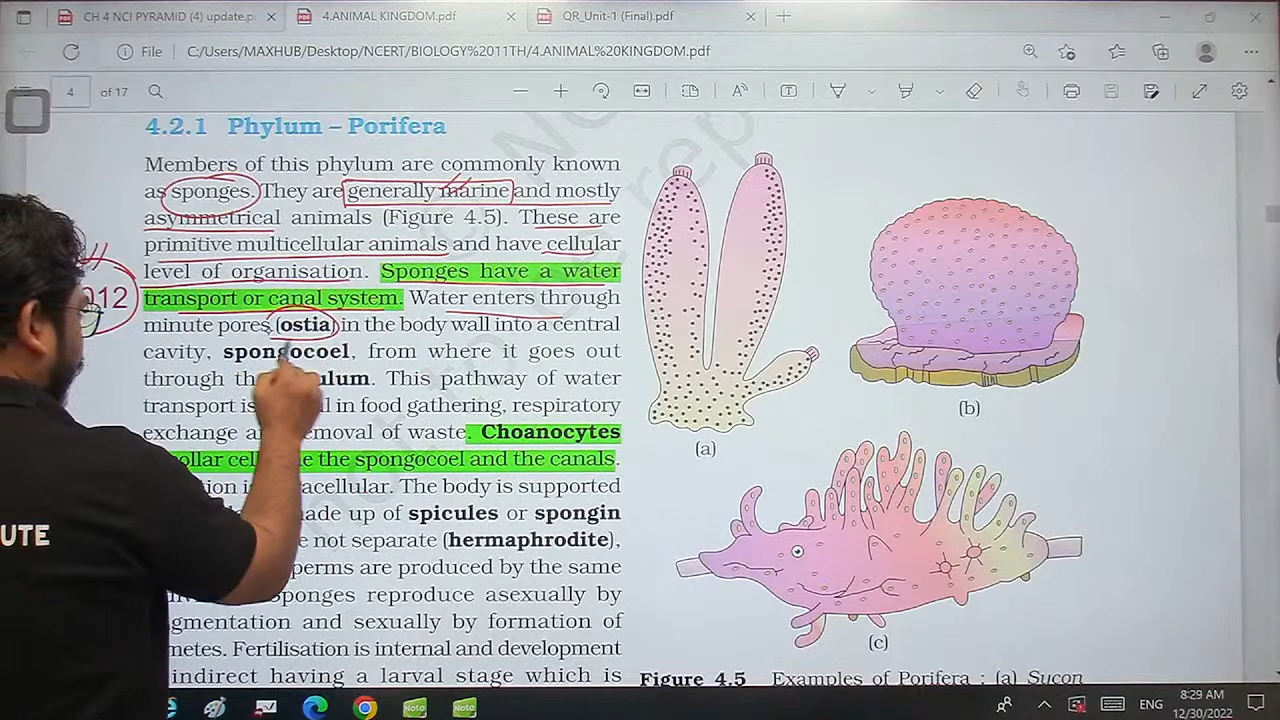 CH 4 NCI PYRAMID (4) update.p
4.ANIMAL KINGDOM.pdf
QR_Unit-1 (Final).pdf
File
C:/Users/MAXHUB/Desktop/NCERT/BIOLOGY%2011TH/4.ANIMAL%20KINGDOM.pdf
4 of 17
4.2.1 Phylum – Porifera
Members of this phylum are commonly known
as sponges. They are generally marine and mostly
asymmetrical animals (Figure 4.5). These are
primitive multicellular animals and have cellular
level of organisation. Sponges have a water
transport or canal system. Water enters through
minute pores (ostia) in the body wall into a central
cavity, spongocoel, from where it goes out
through the ulum. This pathway of water
transport is l in food gathering, respiratory
exchange a emoval of waste. Choanocytes
ollar cel e the spongocoel and the canals.
tion i acellular. The body is supported
ade up of spicules or spongin
e not separate (hermaphrodite),
perms are produced by the same
Sponges reproduce asexually by
gmentation and sexually by formation of
metes. Fertilisation is internal and development
indirect having a larval stage which is
012
UTE
(a)
(b)
(c)
Figure 4.5 Examples of Porifera : (a) Sycon
ENG
8:29 AM
12/30/2022
Note
Note